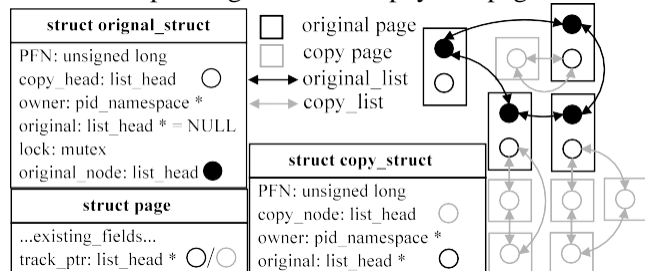 struct orignal_struct
PFN: unsigned long
copy_head: list_head
owner: pid_namespace *
original: list_head * = NULL
lock: mutex
original_node: list_head
struct page
...existing_fields...
track_ptr: list_head * /
original page
copy page
original_list
copy_list
struct copy_struct
PFN: unsigned long
copy_node: list_head
owner: pid_namespace *
original: list_head *